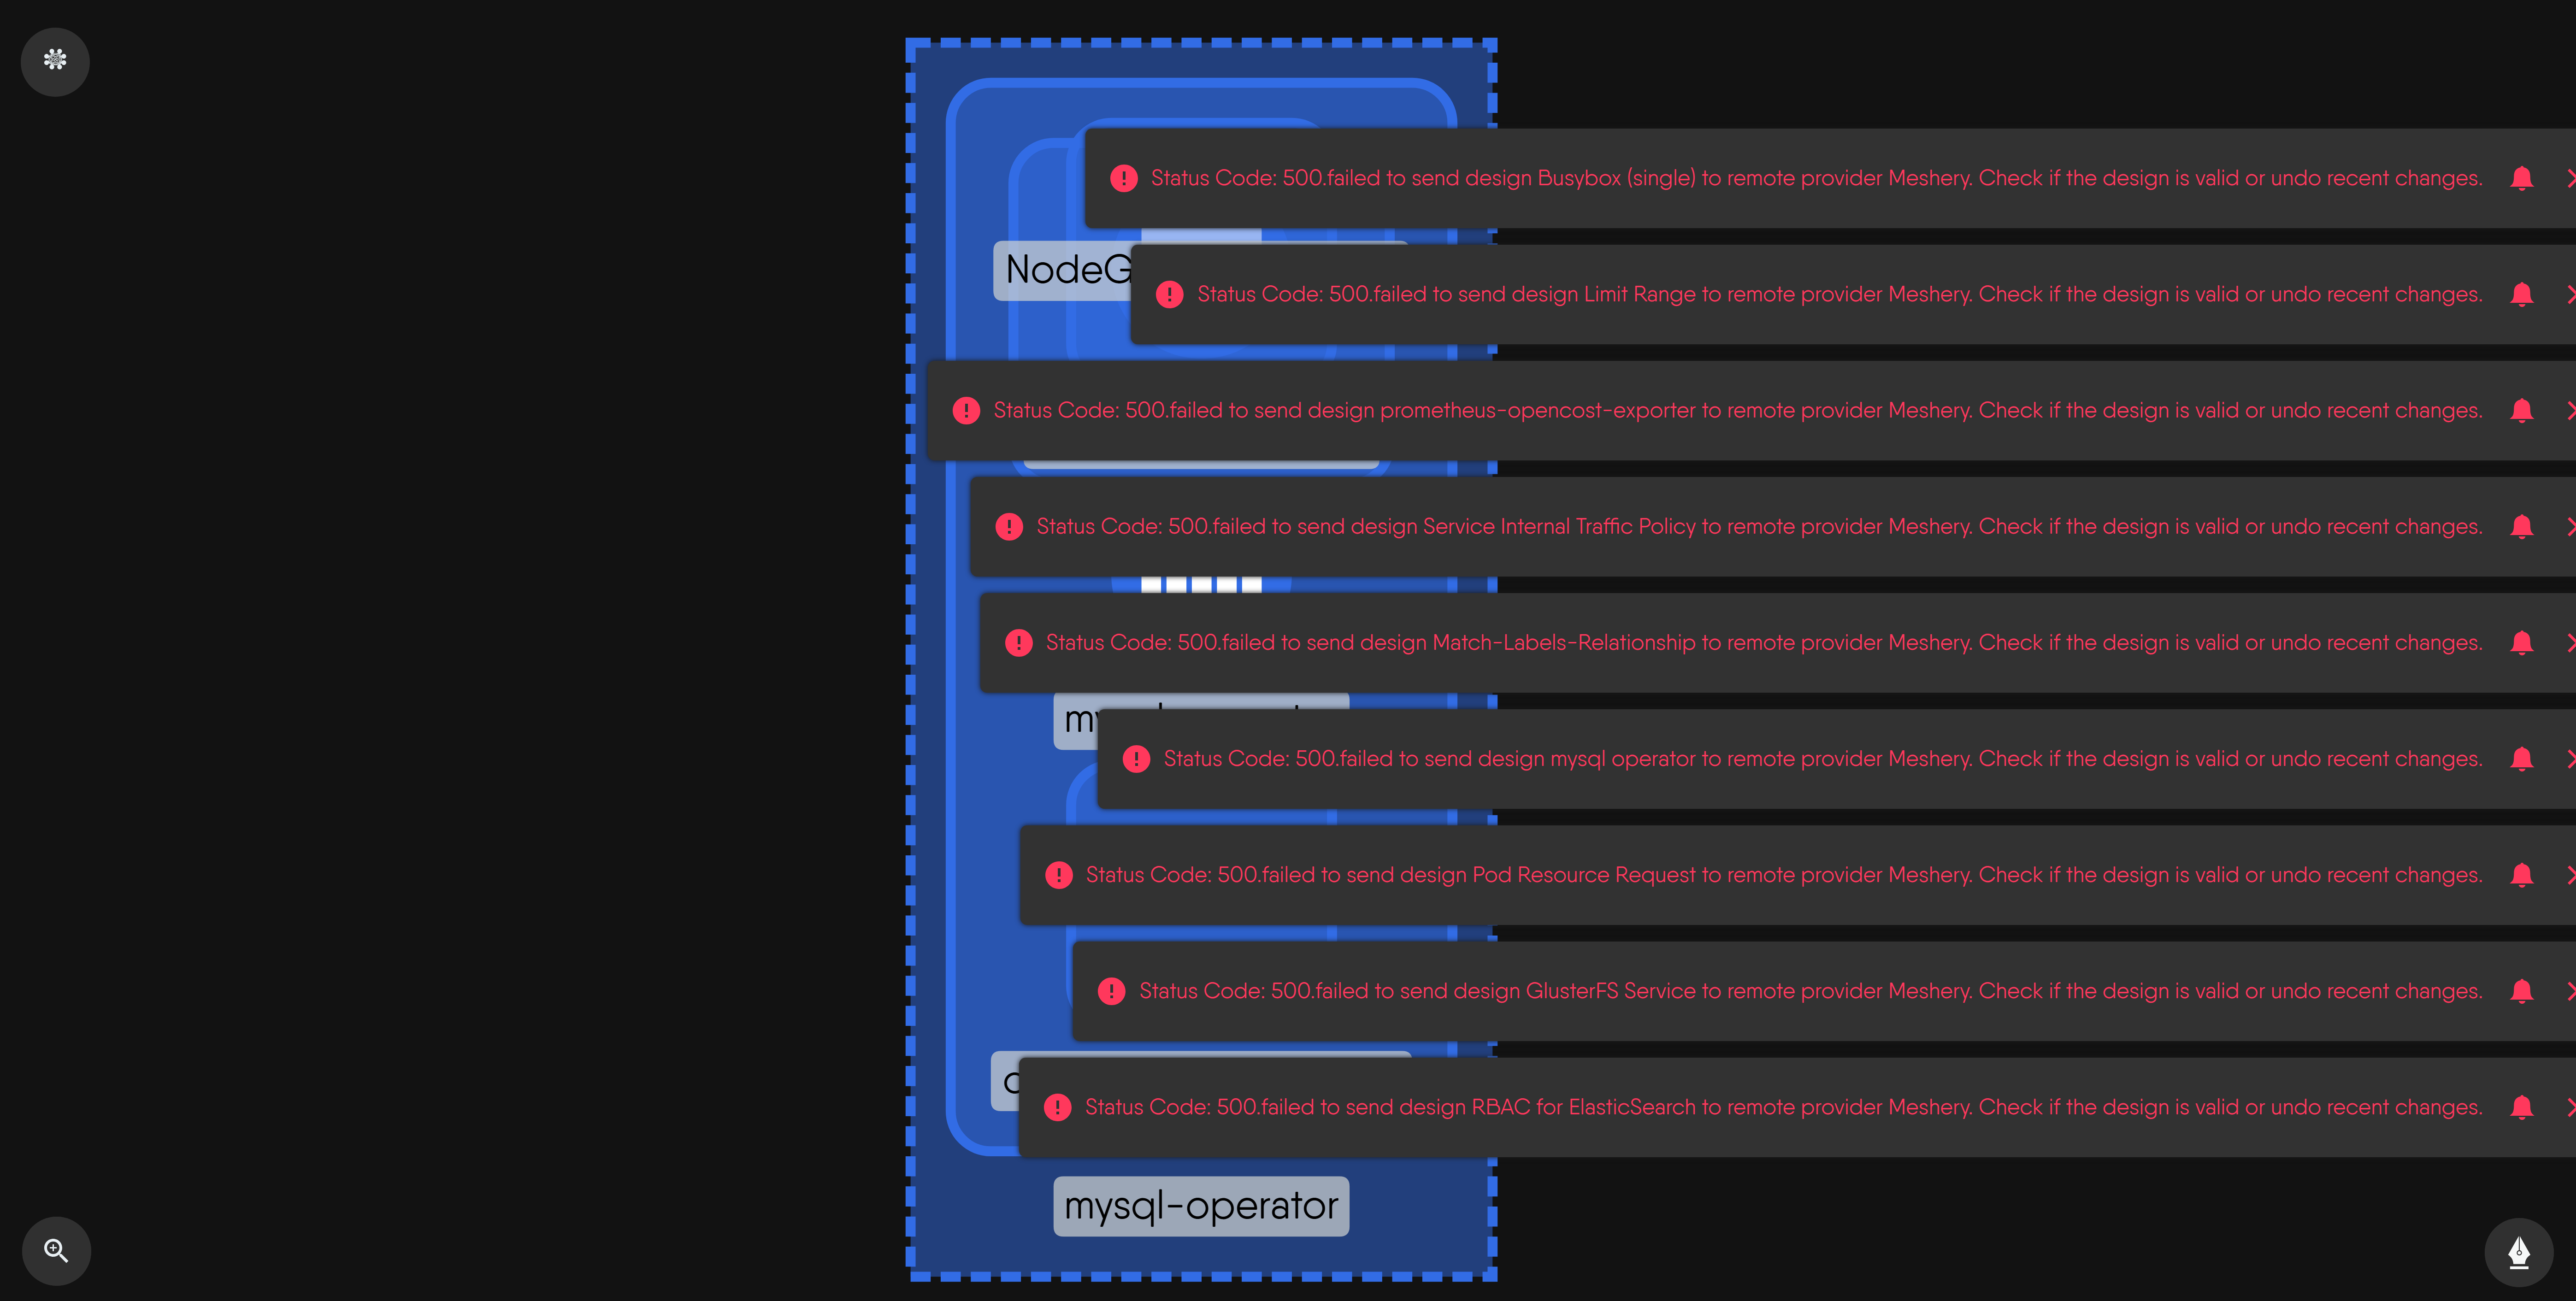 Status Code: 500.failed to send design Busybox (single) to remote provider Meshery. Check if the design is valid or undo recent changes.
Status Code: 500.failed to send design Limit Range to remote provider Meshery. Check if the design is valid or undo recent changes.
Status Code: 500.failed to send design prometheus-opencost-exporter to remote provider Meshery. Check if the design is valid or undo recent changes.
Status Code: 500.failed to send design Service Internal Traffic Policy to remote provider Meshery. Check if the design is valid or undo recent changes.
Status Code: 500.failed to send design Match-Labels-Relationship to remote provider Meshery. Check if the design is valid or undo recent changes.
Status Code: 500.failed to send design mysql operator to remote provider Meshery. Check if the design is valid or undo recent changes.
Status Code: 500.failed to send design Pod Resource Request to remote provider Meshery. Check if the design is valid or undo recent changes.
Status Code: 500.failed to send design GlusterFS Service to remote provider Meshery. Check if the design is valid or undo recent changes.
Status Code: 500.failed to send design RBAC for ElasticSearch to remote provider Meshery. Check if the design is valid or undo recent changes.
mysql-operator